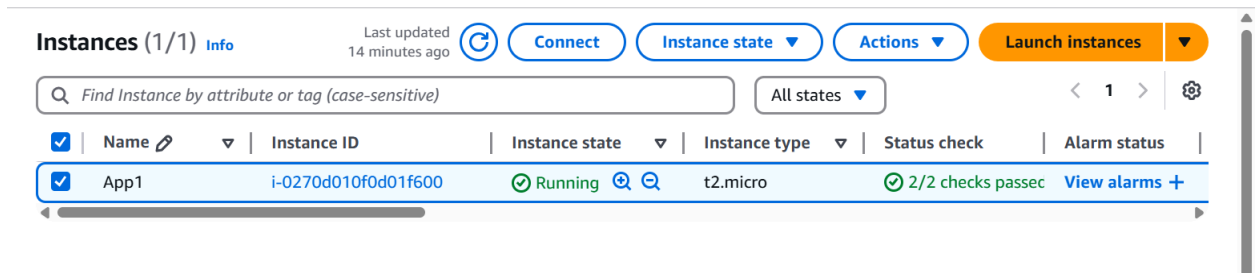 Instances (1/1) Info
Last updated
14 minutes ago
Connect
Instance state
Actions
Launch instances
Find Instance by attribute or tag (case-sensitive)
All states
1
Name Instance ID Instance state Instance type Status check Alarm status
App1 i-0270d010f0d01f600 Running t2.micro 2/2 checks passed View alarms +